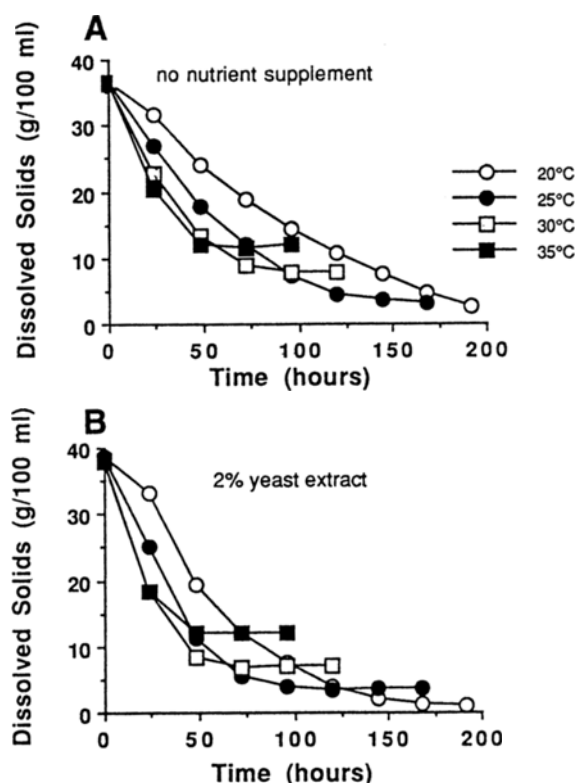 A
no nutrient supplement
Dissolved Solids (g/100 ml)
40
30
20
10
0
0 50 100 150 200
Time (hours)
20°C
25°C
30°C
35°C
B
2% yeast extract
Dissolved Solids (g/100 ml)
40
30
20
10
0
0 50 100 150 200
Time (hours)